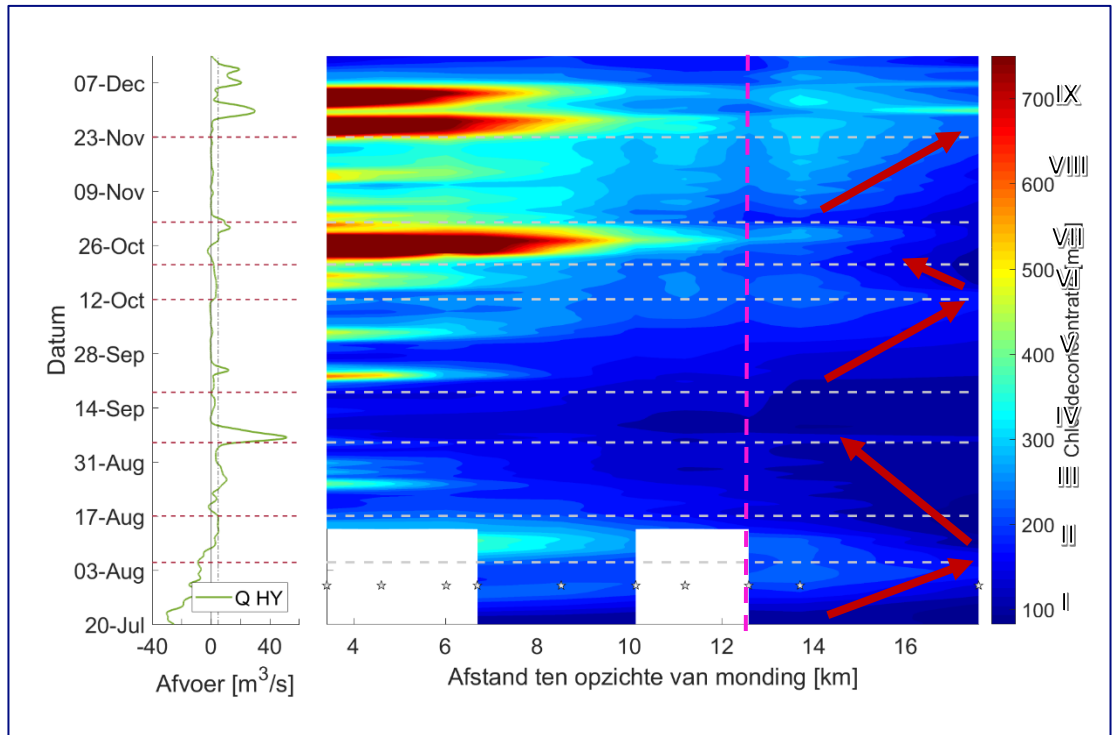 07-Dec
23-Nov
09-Nov
26-Oct
12-Oct
28-Sep
14-Sep
31-Aug
17-Aug
03-Aug
20-Jul
Datum
Q HY
-40 0 40
Afvoer [m³/s]
4 6 8 10 12 14 16
Afstand ten opzichte van monding [km]
700
600
500
400
300
200
100
IX
VIII
VII
VI
V
IV
III
II
I